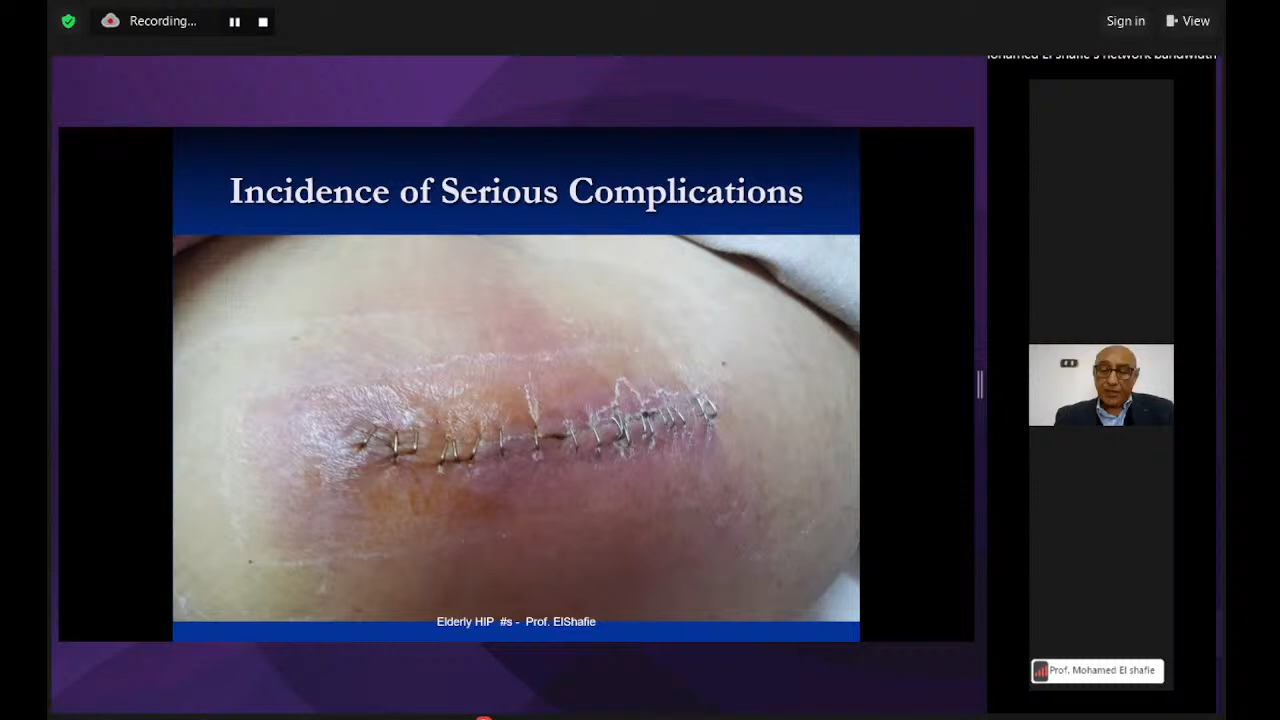 Recording...
Sign in
View
Mohamed El shafie's network bandwidth
Incidence of Serious Complications
Elderly HIP #s - Prof. ElShafie
Prof. Mohamed El shafie